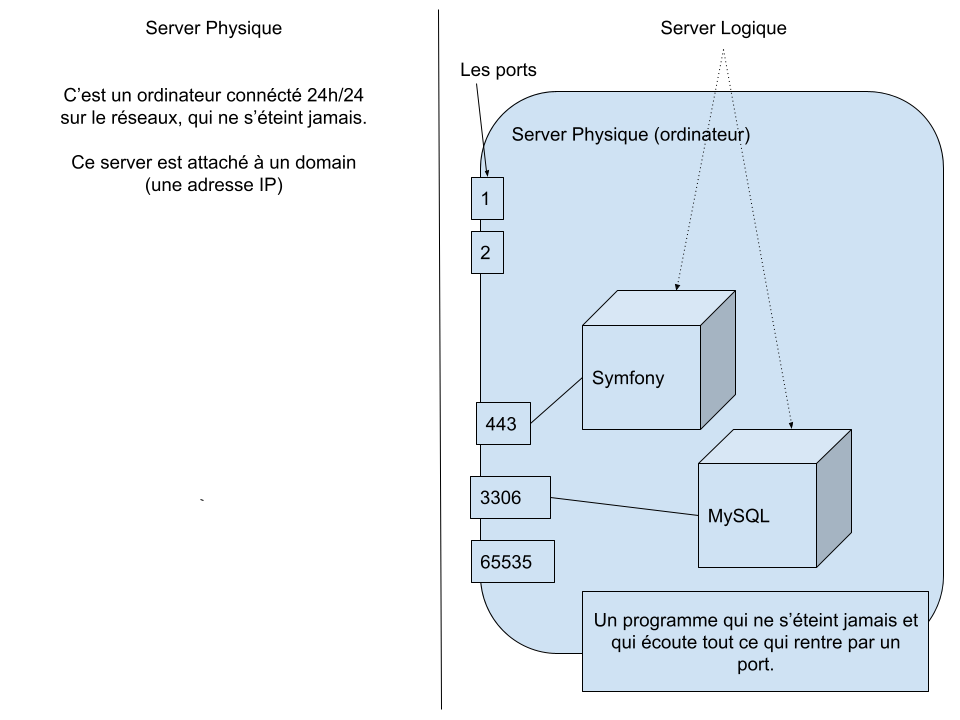 Server Physique
C’est un ordinateur connécté 24h/24
sur le réseaux, qui ne s’éteint jamais.
Ce server est attaché à un domain
(une adresse IP)
`
Server Logique
Les ports
Server Physique (ordinateur)
1
2
Symfony
443
3306
MySQL
65535
Un programme qui ne s’éteint jamais et
qui écoute tout ce qui rentre par un
port.